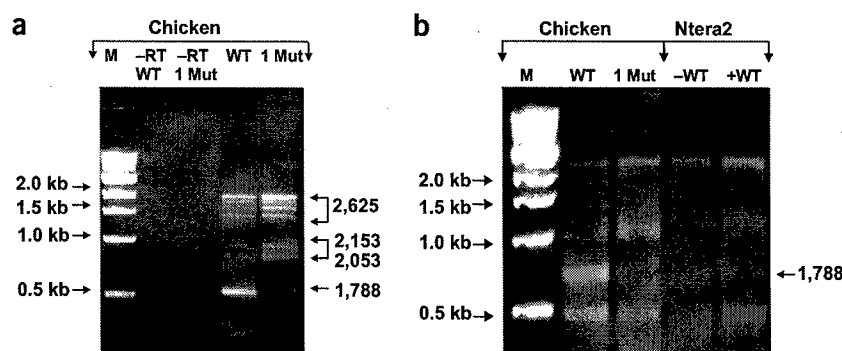 a
Chicken
M –RT –RT WT 1 Mut
WT 1 Mut
2.0 kb
1.5 kb
1.0 kb
0.5 kb
2,625
2,153
2,053
1,788
b
Chicken Ntera2
M WT 1 Mut –WT +WT
2.0 kb
1.5 kb
1.0 kb
0.5 kb
1,788